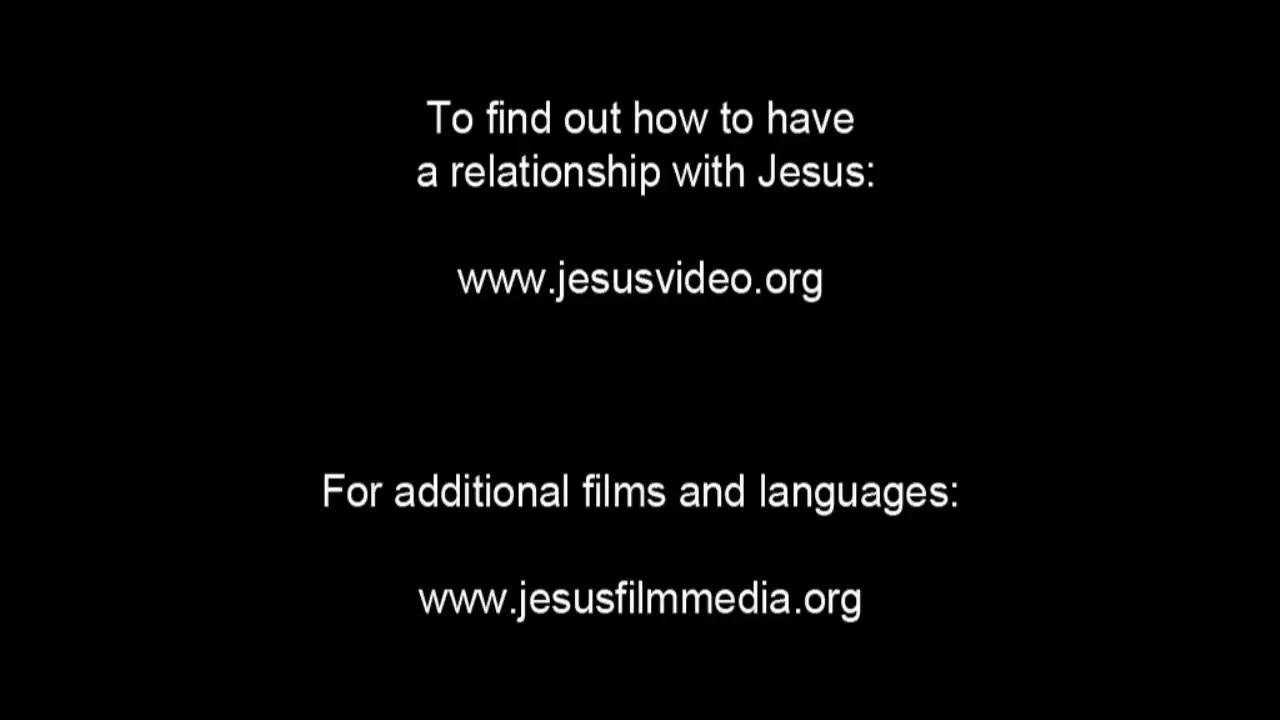 To find out how to have
a relationship with Jesus:
www.jesusvideo.org
For additional films and languages:
www.jesusfilmmedia.org